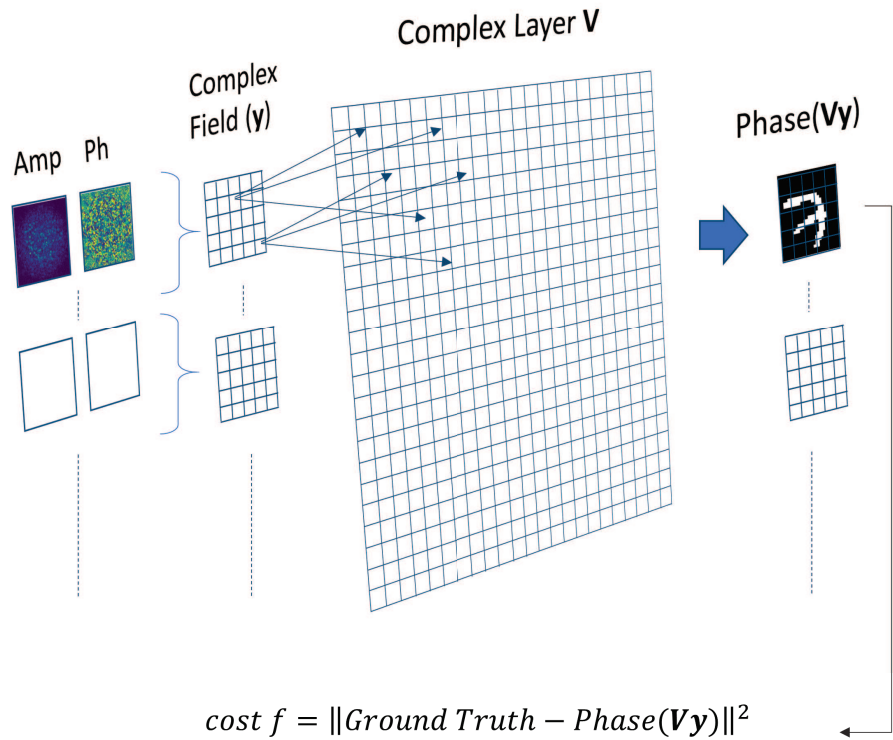 Complex Layer V
Complex
Field (y)
Amp Ph
Phase(Vy)
cost f = ‖Ground Truth − Phase(Vy)‖²